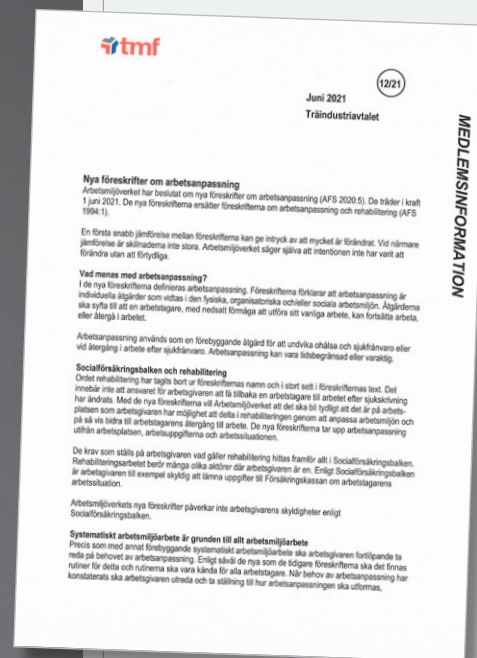 tmf
12/21
Juni 2021
Träindustriavtalet
MEDLEMSINFORMATION
Nya föreskrifter om arbetsanpassning
Arbetsmiljöverket har beslutat om nya föreskrifter om arbetsanpassning (AFS 2020:5). De träder i kraft
1 juni 2021. De nya föreskrifterna ersätter föreskrifterna om arbetsanpassning och rehabilitering (AFS
1994:1).
En första snabb jämförelse mellan föreskrifterna kan ge intryck av att mycket är förändrat. Vid närmare
jämförelse är skillnaderna inte stora. Arbetsmiljöverket säger själva att intentionen inte har varit att
förändra utan att förtydliga.
Vad menas med arbetsanpassning?
I de nya föreskrifterna definieras arbetsanpassning. Föreskrifterna förklarar att arbetsanpassning är
individuella åtgärder som vidtas i den fysiska, organisatoriska och/eller sociala arbetsmiljön. Åtgärderna
ska syfta till att en arbetstagare, med nedsatt förmåga att utföra sitt vanliga arbete, kan fortsätta arbeta,
eller återgå i arbetet.
Arbetsanpassning används som en förebyggande åtgärd för att undvika ohälsa och sjukfrånvaro eller
vid återgång i arbete efter sjukfrånvaro. Arbetsanpassning kan vara tidsbegränsad eller varaktig.
Socialförsäkringsbalken och rehabilitering
Ordet rehabilitering har tagits bort ur föreskrifternas namn och i stort sett i föreskrifternas text. Det
innebär inte att ansvaret för arbetsgivaren att få tillbaka en arbetstagare till arbetet efter sjukskrivning
har ändrats. Med de nya föreskrifterna vill Arbetsmiljöverket att det ska bli tydligt att det är på arbets-
platsen som arbetsgivaren har möjlighet att delta i rehabiliteringen genom att anpassa arbetsmiljön och
på så vis bidra till arbetstagarens återgång till arbete. De nya föreskrifterna tar upp arbetsanpassning
utifrån arbetsplatsen, arbetsuppgifterna och arbetssituationen.
De krav som ställs på arbetsgivaren vad gäller rehabilitering hittas framför allt i Socialförsäkringsbalken.
Rehabiliteringsarbetet berör många olika aktörer där arbetsgivaren är en. Enligt Socialförsäkringsbalken
är arbetsgivaren till exempel skyldig att lämna uppgifter till Försäkringskassan om arbetstagarens
arbetssituation.
Arbetsmiljöverkets nya föreskrifter påverkar inte arbetsgivarens skyldigheter enligt
Socialförsäkringsbalken.
Systematiskt arbetsmiljöarbete är grunden till allt arbetsmiljöarbete
Precis som med annat förebyggande systematiskt arbetsmiljöarbete ska arbetsgivaren fortlöpande ta
reda på behovet av arbetsanpassning. Enligt såväl de nya som de tidigare föreskrifterna ska det finnas
rutiner för detta och rutinerna ska vara kända för alla arbetstagare. När behov av arbetsanpassning har
konstaterats ska arbetsgivaren utreda och ta ställning till hur arbetsanpassningen ska utformas,